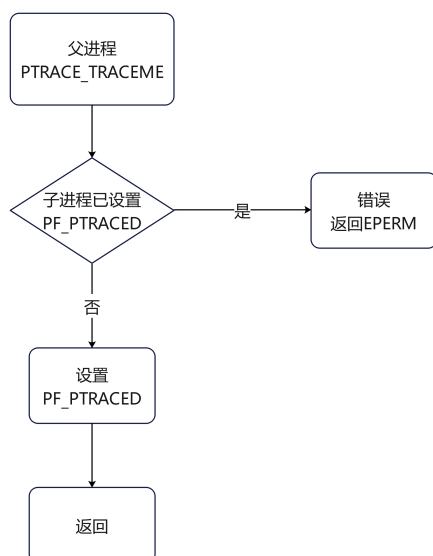 父进程
PTRACE_TRACEME
子进程已设置
PF_PTRACED
是
错误
返回EPERM
否
设置
PF_PTRACED
返回